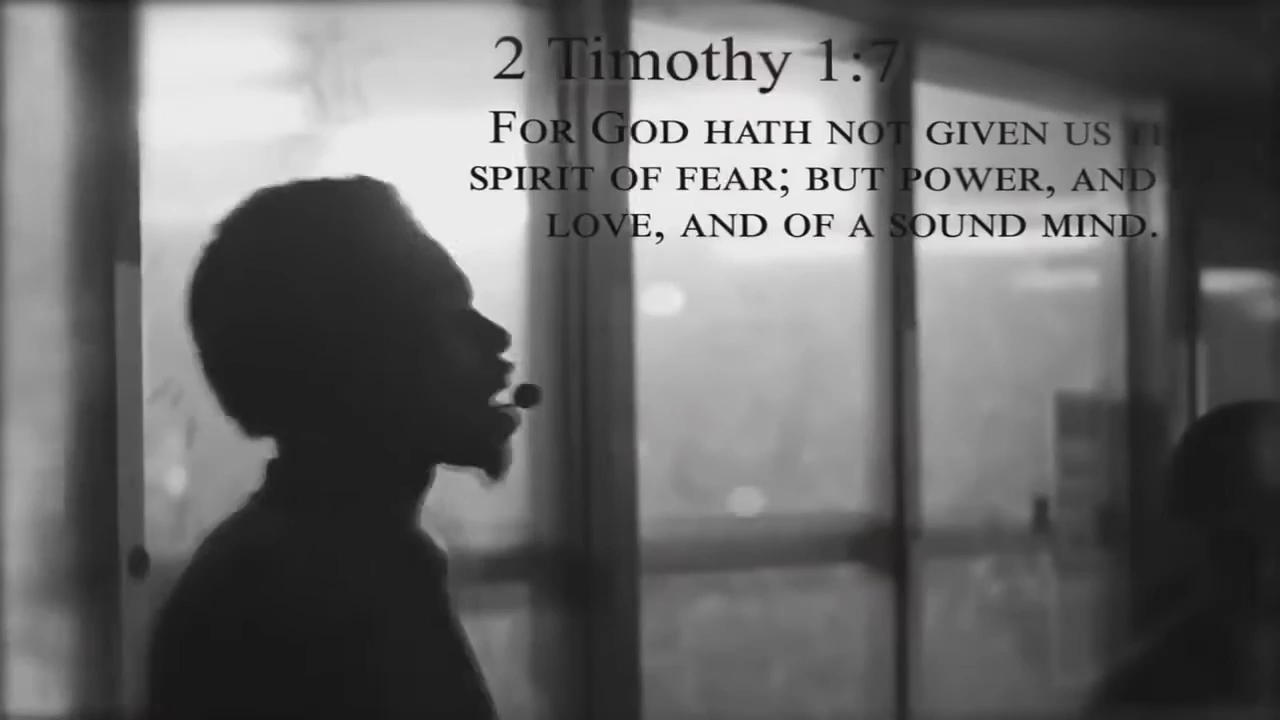 2 Timothy 1:7
FOR GOD HATH NOT GIVEN US
SPIRIT OF FEAR; BUT POWER, AND
LOVE, AND OF A SOUND MIND.